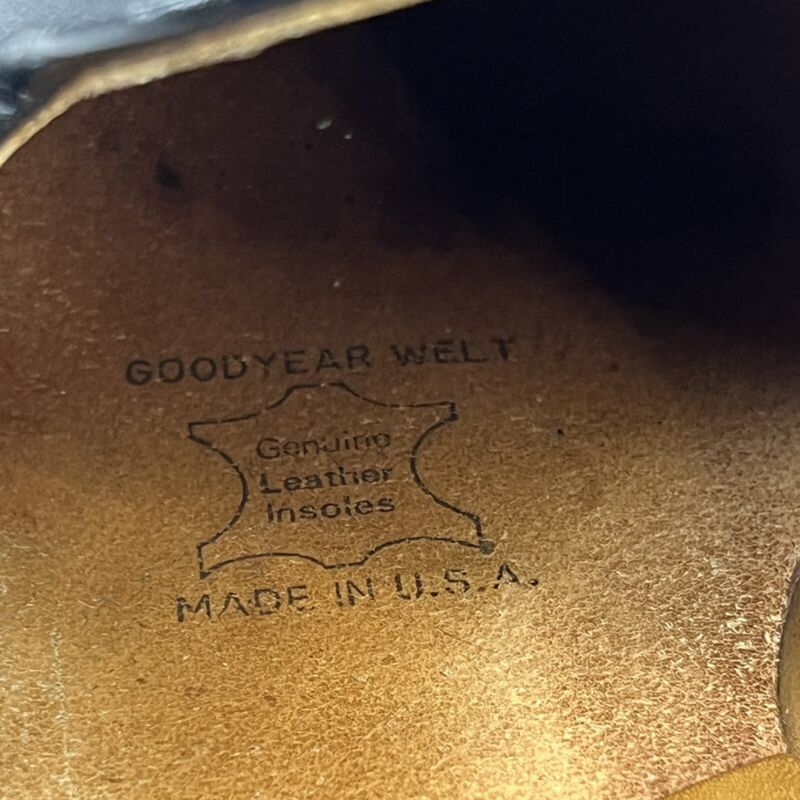 GOODYEAR WELT
Genuine
Leather
Insoles
MADE IN U.S.A.